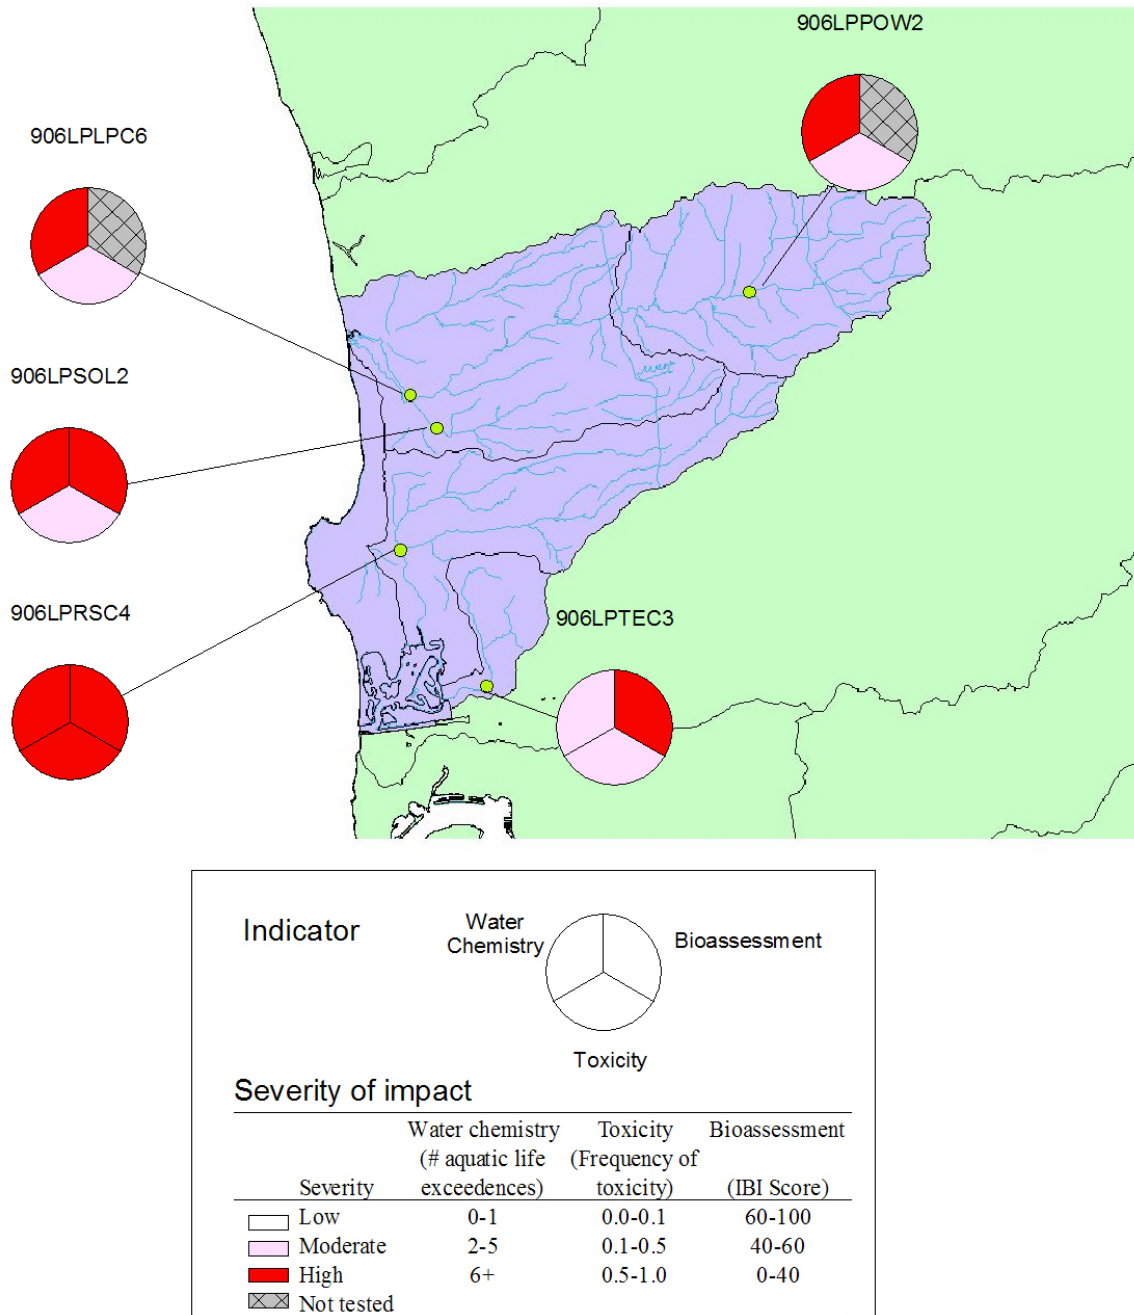 906LPPOW2
906LPLPC6
906LPSOL2
906LPRSC4
906LPTEC3
Indicator
Water
Chemistry
Bioassessment
Toxicity
Severity of impact
Water chemistry Toxicity Bioassessment
(# aquatic life (Frequency of
Severity exceedences) toxicity) (IBI Score)
Low 0-1 0.0-0.1 60-100
Moderate 2-5 0.1-0.5 40-60
High 6+ 0.5-1.0 0-40
Not tested